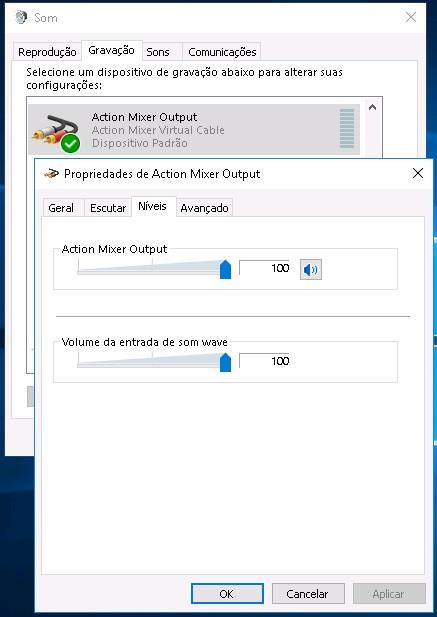 Som
Reprodução Gravação Sons Comunicações
Selecione um dispositivo de gravação abaixo para alterar suas
configurações:
Action Mixer Output
Action Mixer Virtual Cable
Dispositivo Padrão
Propriedades de Action Mixer Output
Geral Escutar Níveis Avançado
Action Mixer Output
100
Volume da entrada de som wave
100
OK Cancelar Aplicar